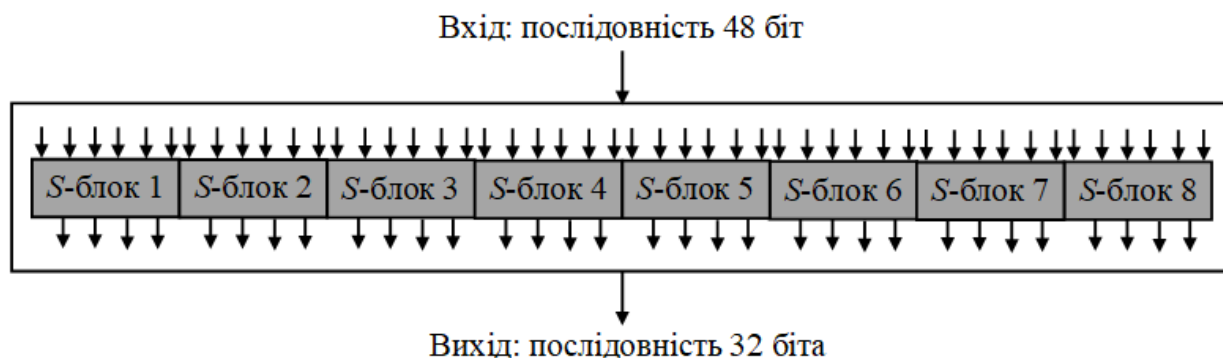 Вхід: послідовність 48 біт
S-блок 1 S-блок 2 S-блок 3 S-блок 4 S-блок 5 S-блок 6 S-блок 7 S-блок 8
Вихід: послідовність 32 біта